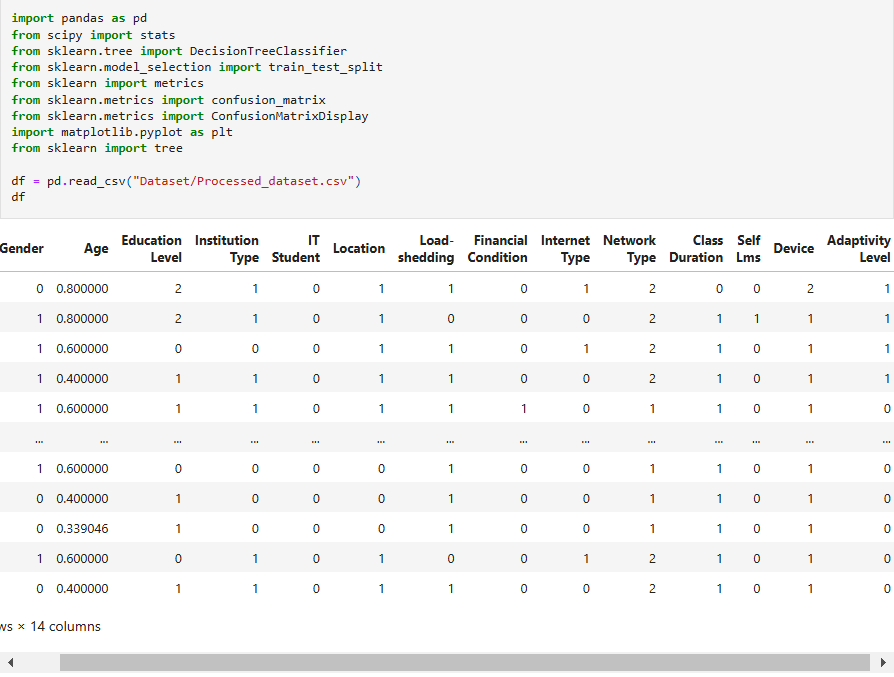 import pandas as pd
from scipy import stats
from sklearn.tree import DecisionTreeClassifier
from sklearn.model_selection import train_test_split
from sklearn import metrics
from sklearn.metrics import confusion_matrix
from sklearn.metrics import ConfusionMatrixDisplay
import matplotlib.pyplot as plt
from sklearn import tree
df = pd.read_csv("Dataset/Processed_dataset.csv")
df
Gender Age Education Level Institution Type IT Student Location Load-shedding Financial Condition Internet Type Network Type Class Duration Self Lms Device Adaptivity Level
0 0.800000 2 1 0 1 1 0 1 2 0 0 2 1
1 0.800000 2 1 0 1 0 0 0 2 1 1 1 1
1 0.600000 0 0 0 1 1 0 1 2 1 0 1 1
1 0.400000 1 1 0 1 1 0 0 2 1 0 1 1
1 0.600000 1 1 0 1 1 1 0 1 1 0 1 0
... ... ... ... ... ... ... ... ... ... ... ... ... ...
1 0.600000 0 0 0 0 1 0 0 1 1 0 1 0
0 0.400000 1 0 0 0 1 0 0 1 1 0 1 0
0 0.339046 1 0 0 0 1 0 0 1 1 0 1 0
1 0.600000 0 1 0 1 0 0 1 2 1 0 1 0
0 0.400000 1 1 0 1 1 0 0 2 1 0 1 0
ws × 14 columns